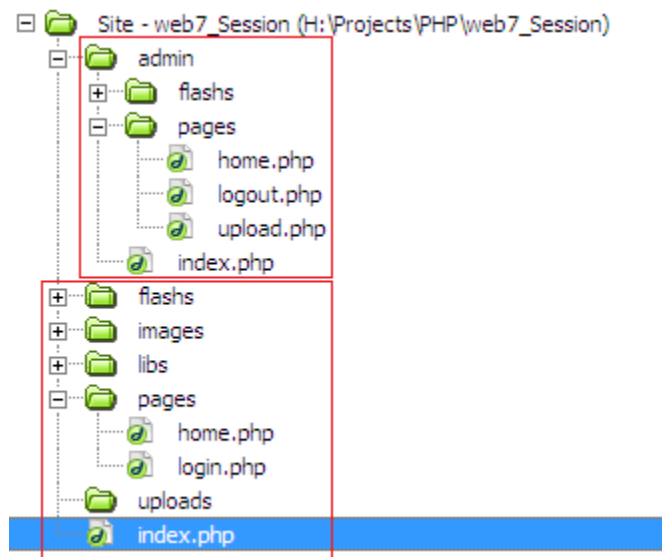 Site - web7_Session (H:\Projects\PHP\web7_Session)
admin
flashs
pages
home.php
logout.php
upload.php
index.php
flashs
images
libs
pages
home.php
login.php
uploads
index.php